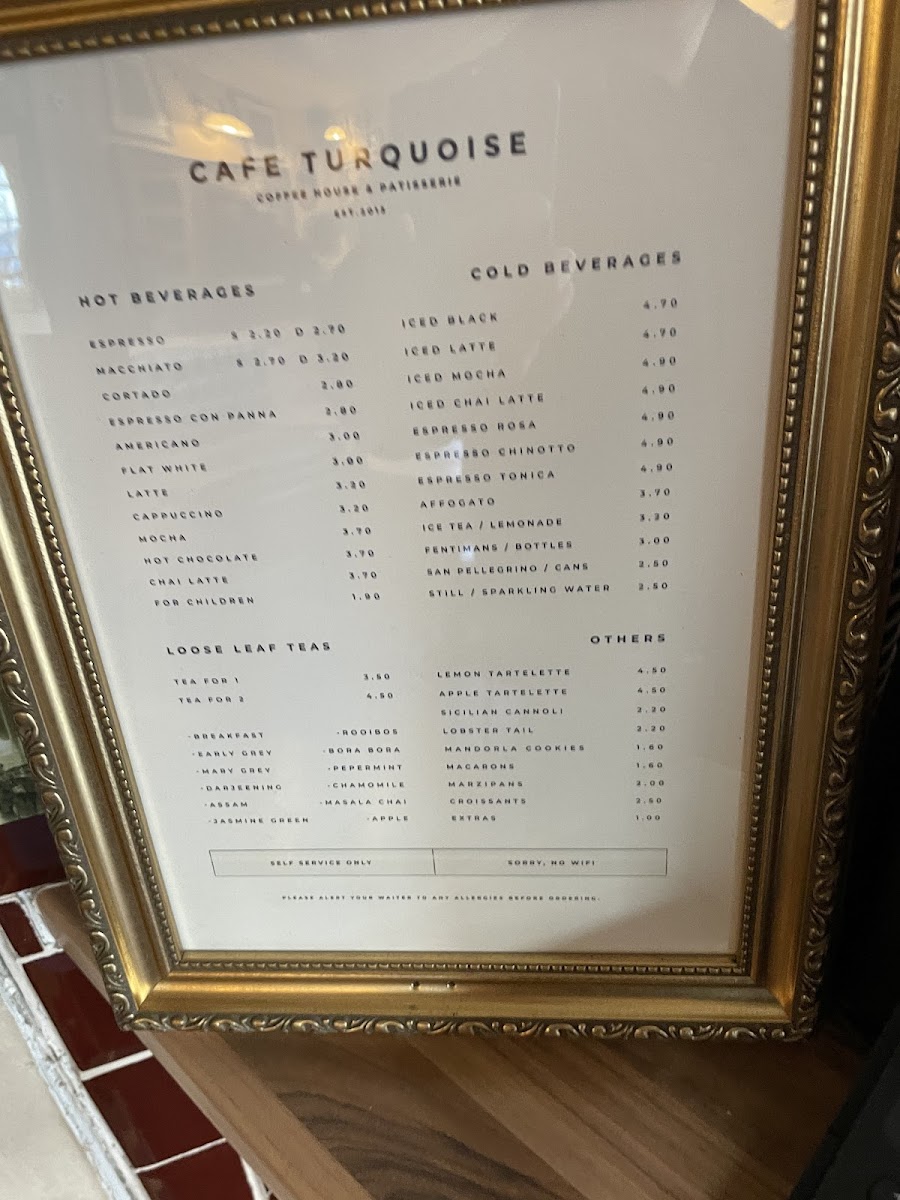 CAFE TURQUOISE
COFFEE HOUSE & PATISSERIE
HOT BEVERAGES
ESPRESSO S 2.20 D 2.70
MACCHIATO S 2.70 D 3.20
CORTADO 2.80
ESPRESSO CON PANNA 2.80
AMERICANO 3.00
FLAT WHITE 3.00
LATTE 3.20
CAPPUCCINO 3.20
MOCHA 3.70
HOT CHOCOLATE 3.70
CHAI LATTE 3.70
FOR CHILDREN 1.90
COLD BEVERAGES
ICED BLACK 4.70
ICED LATTE 4.70
ICED MOCHA 4.90
ICED CHAI LATTE 4.90
ESPRESSO ROSA 4.90
ESPRESSO CHINOTTO 4.90
ESPRESSO TONICA 4.90
AFFOGATO 3.70
ICE TEA / LEMONADE 3.20
FENTIMANS / BOTTLES 3.00
SAN PELLEGRINO / CANS 2.50
STILL / SPARKLING WATER 2.50
LOOSE LEAF TEAS
TEA FOR 1 3.50
TEA FOR 2 4.50
-BREAKFAST -ROOIBOS
-EARLY GREY -BORA BORA
-MARY GREY -PEPERMINT
-DARJEENING -CHAMOMILE
-ASSAM -MASALA CHAI
-JASMINE GREEN -APPLE
OTHERS
LEMON TARTELETTE 4.50
APPLE TARTELETTE 4.50
SICILIAN CANNOLI 2.20
LOBSTER TAIL 2.20
MANDORLA COOKIES 1.60
MACARONS 1.60
MARZIPANS
CROISSANTS 2.50
EXTRAS 1.00
SELF SERVICE ONLY
SORRY, NO WIFI
PLEASE ALERT YOUR WAITER TO ANY ALLERGIES BEFORE ORDERING.